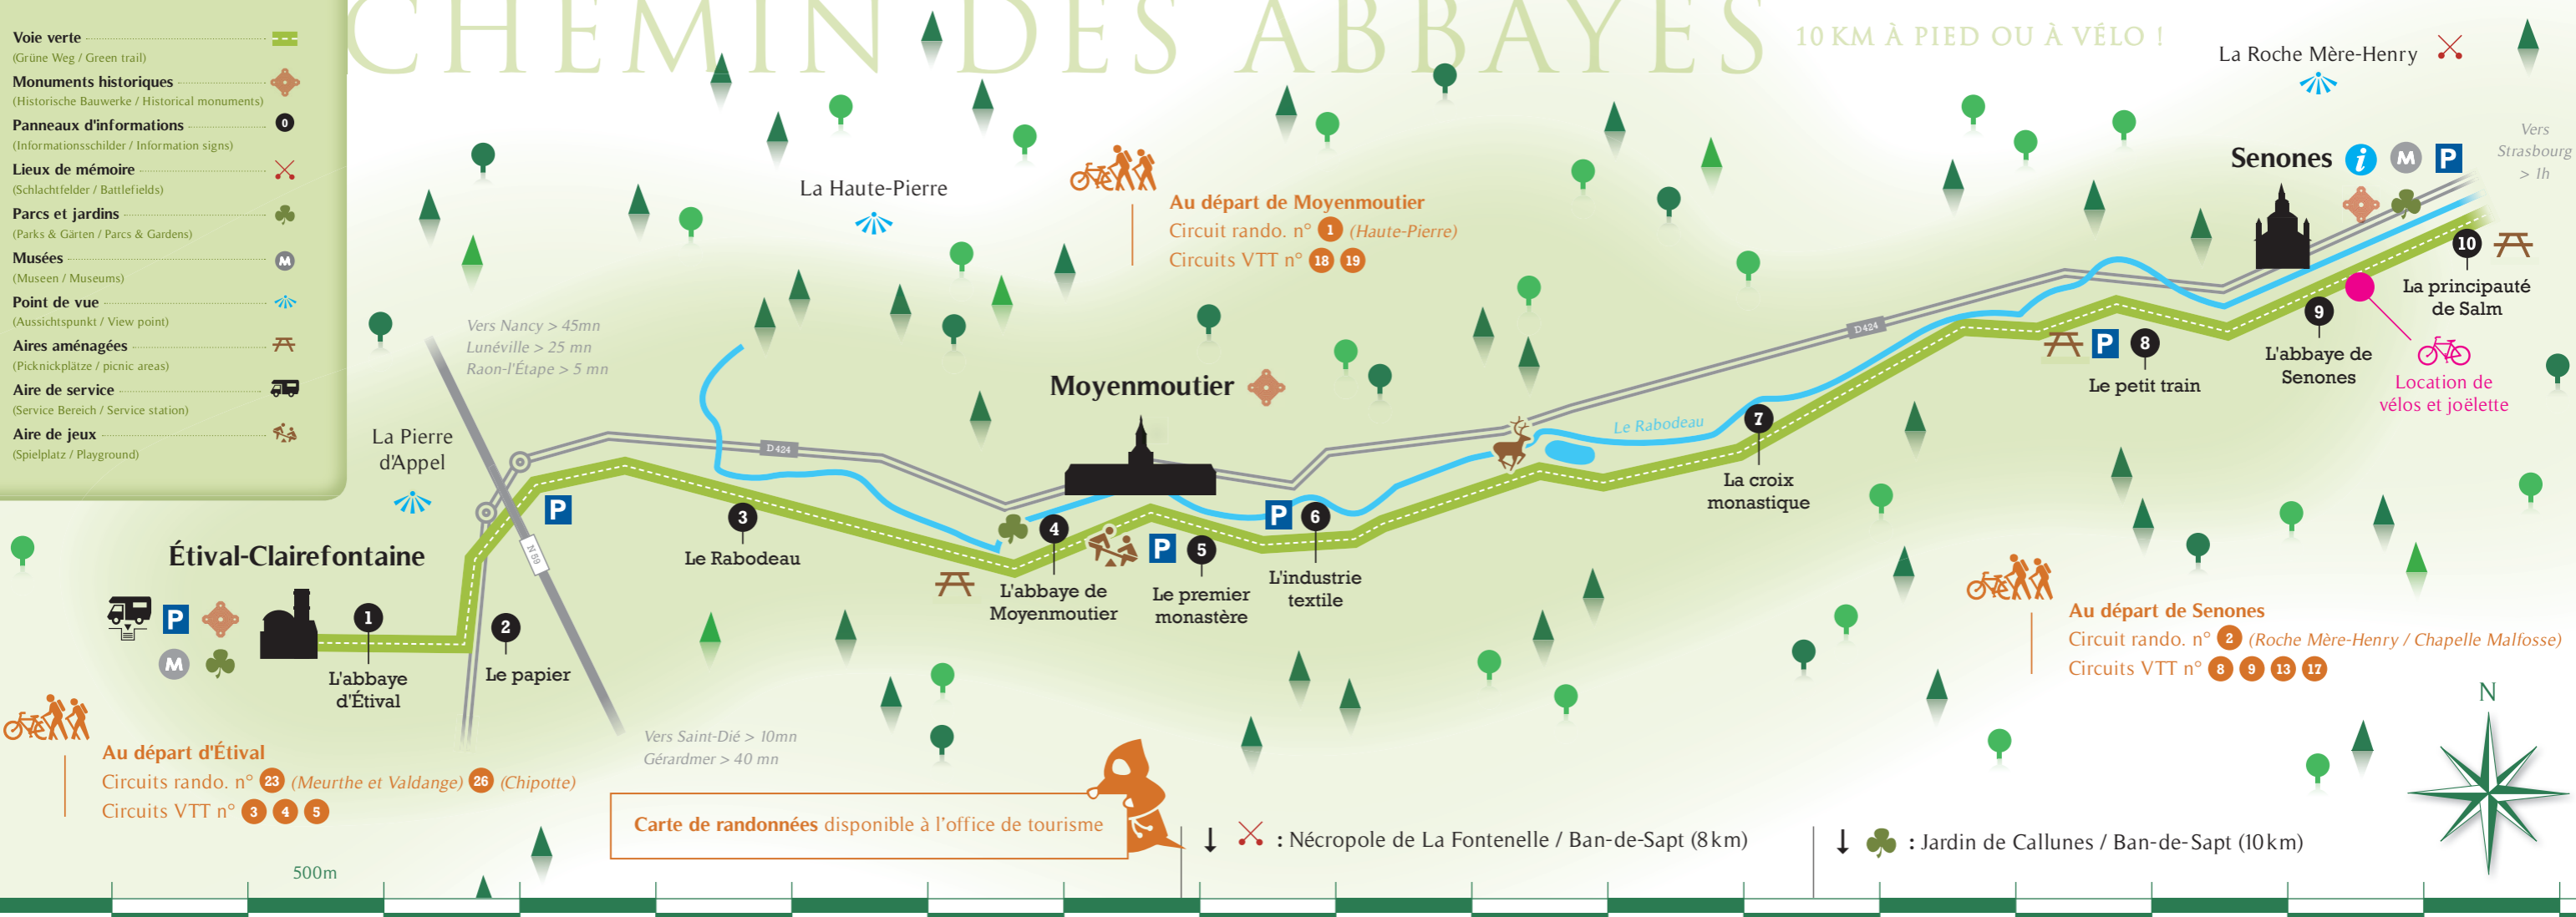 CHEMIN DES ABBAYES
10 KM À PIED OU À VÉLO !
Voie verte
(Grüne Weg / Green trail)
Monuments historiques
(Historische Bauwerke / Historical monuments)
Panneaux d'informations
0
(Informationsschilder / Information signs)
Lieux de mémoire
(Schlachtfelder / Battlefields)
Parcs et jardins
(Parks & Gärten / Parcs & Gardens)
Musées
M
(Museen / Museums)
Point de vue
(Aussichtspunkt / View point)
Aires aménagées
(Picknickplätze / picnic areas)
Aire de service
(Service Bereich / Service station)
Aire de jeux
(Spielplatz / Playground)
La Roche Mère-Henry
Vers
Strasbourg
> 1h
Senones
i M P
La Haute-Pierre
Au départ de Moyenmoutier
Circuit rando. n° 1 (Haute-Pierre)
Circuits VTT n° 18 19
10
La principauté
de Salm
9
L'abbaye de
Senones
Location de
vélos et joëlette
P 8
Le petit train
D 424
Vers Nancy > 45mn
Lunéville > 25 mn
Raon-l'Étape > 5 mn
Moyenmoutier
Le Rabodeau
7
La croix
monastique
La Pierre
d'Appel
D 424
P
N 59
3
Le Rabodeau
4
L'abbaye de
Moyenmoutier
P 5
Le premier
monastère
P 6
L'industrie
textile
Étival-Clairefontaine
P
M
1
L'abbaye
d'Étival
2
Le papier
Au départ de Senones
Circuit rando. n° 2 (Roche Mère-Henry / Chapelle Malfosse)
Circuits VTT n° 8 9 13 17
N
Vers Saint-Dié > 10mn
Gérardmer > 40 mn
Au départ d'Étival
Circuits rando. n° 23 (Meurthe et Valdange) 26 (Chipotte)
Circuits VTT n° 3 4 5
Carte de randonnées disponible à l'office de tourisme
↓ : Nécropole de La Fontenelle / Ban-de-Sapt (8 km)
↓ : Jardin de Callunes / Ban-de-Sapt (10 km)
500m